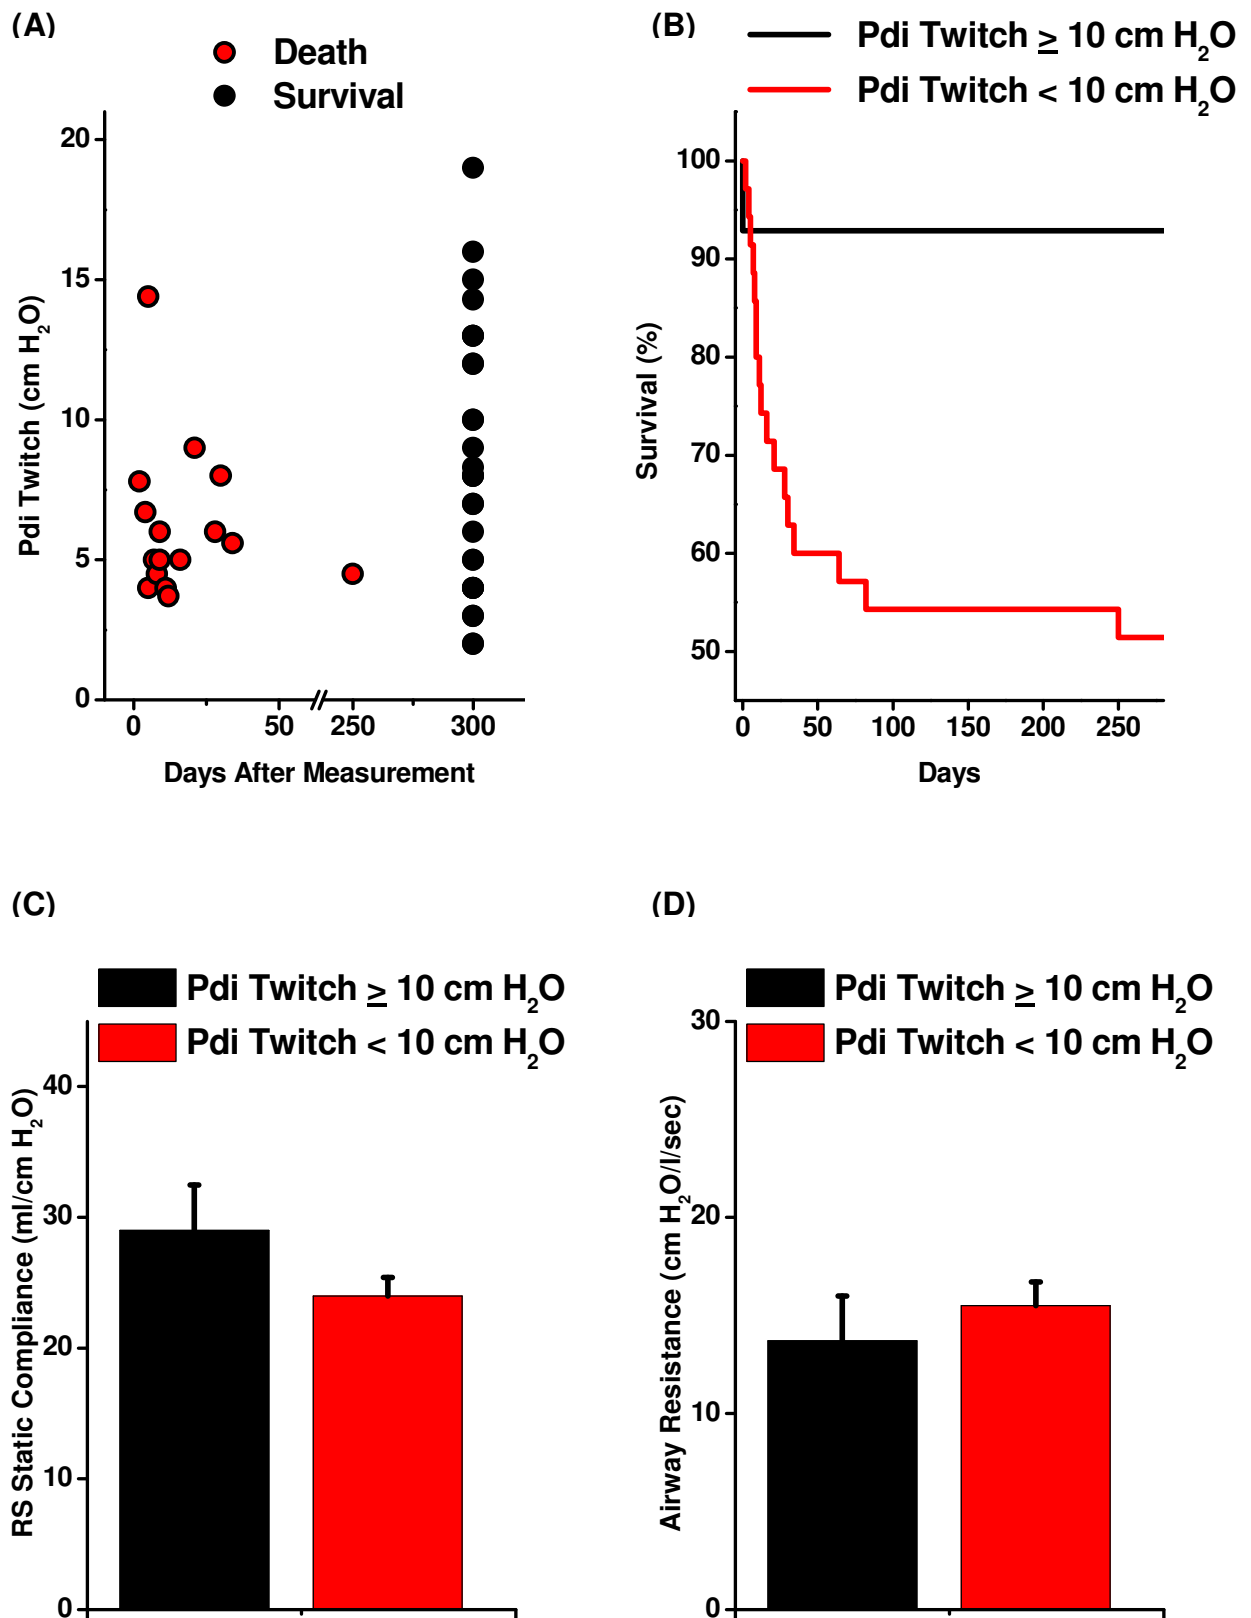 (A)
Death
Survival
20
15
10
5
0
Pdi Twitch (cm H₂O)
0 50 250 300
Days After Measurement
(B)
Pdi Twitch ≥ 10 cm H₂O
Pdi Twitch < 10 cm H₂O
100
90
80
70
60
50
Survival (%)
0 50 100 150 200 250
Days
(C)
Pdi Twitch ≥ 10 cm H₂O
Pdi Twitch < 10 cm H₂O
40
30
20
10
0
RS Static Compliance (ml/cm H₂O)
(D)
Pdi Twitch ≥ 10 cm H₂O
Pdi Twitch < 10 cm H₂O
30
20
10
0
Airway Resistance (cm H₂O/l/sec)